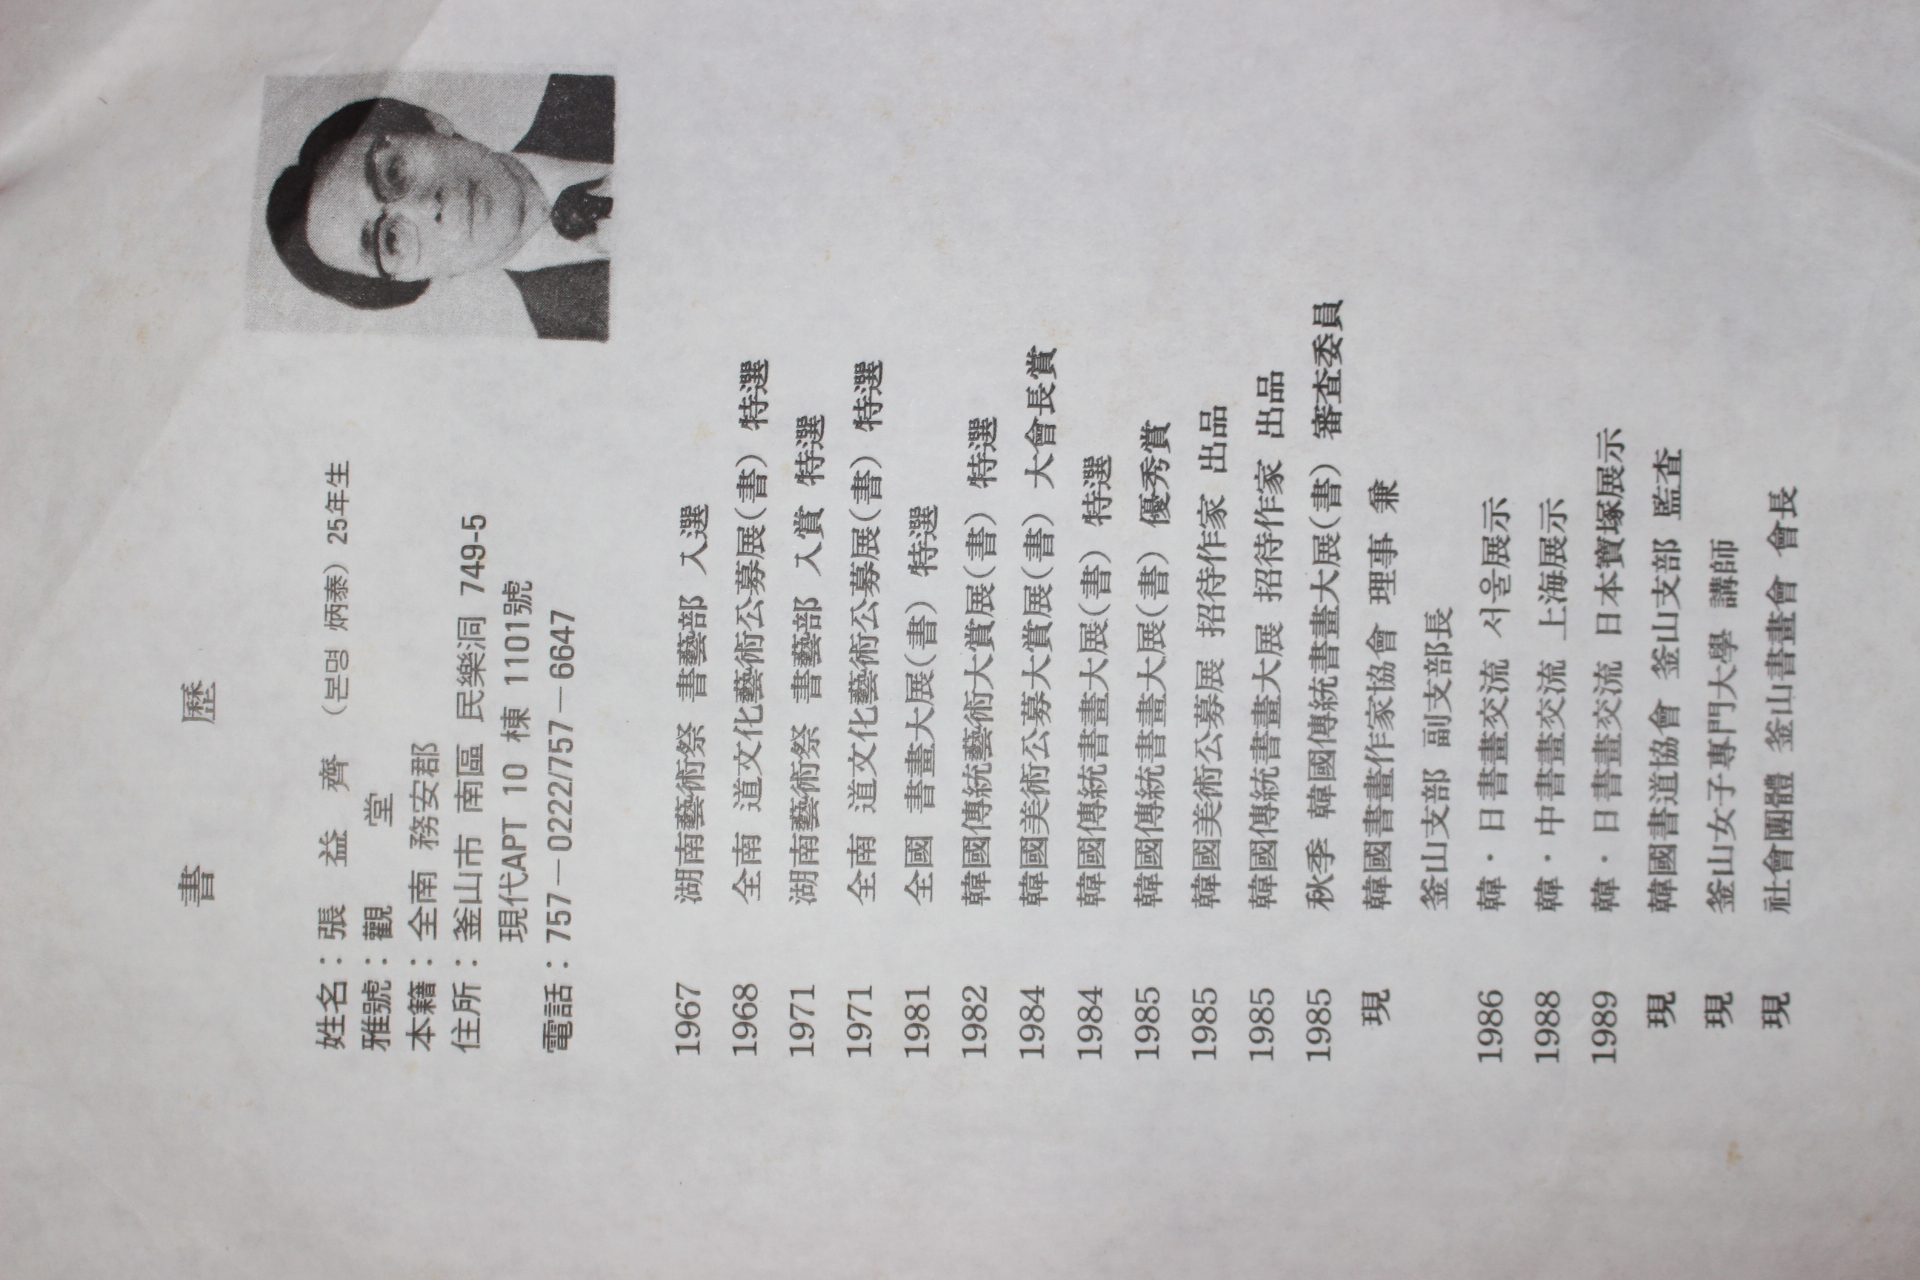 書 歷
姓名：張 益 齊 (본명 炳泰) 25年生
雅號：觀 堂
本籍：全南 務安郡
住所：釜山市 南區 民樂洞 749-5
現代APT 10 棟 1101號
電話：757－0222/757－6647
1967 湖南藝術祭 書藝部 入選
1968 全南 道文化藝術公募展(書) 特選
1971 湖南藝術祭 書藝部 入賞 特選
1971 全南 道文化藝術公募展(書) 特選
1981 全國 書畫大展(書) 特選
1982 韓國傳統藝術大賞展(書) 特選
1984 韓國美術公募大賞展(書) 大會長賞
1984 韓國傳統書畫大展(書) 特選
1985 韓國傳統書畫大展(書) 優秀賞
1985 韓國美術公募展 招待作家 出品
1985 韓國傳統書畫大展 招待作家 出品
1985 秋季 韓國傳統書畫大展(書) 審査委員
現 韓國書畫作家協會 理事 兼
釜山支部 副支部長
1986 韓·日書畫交流 서울展示
1988 韓·中書畫交流 上海展示
1989 韓·日書畫交流 日本寶塚展示
現 韓國書道協會 釜山支部 監査
現 釜山女子專門大學 講師
現 社會團體 釜山書畫會 會長